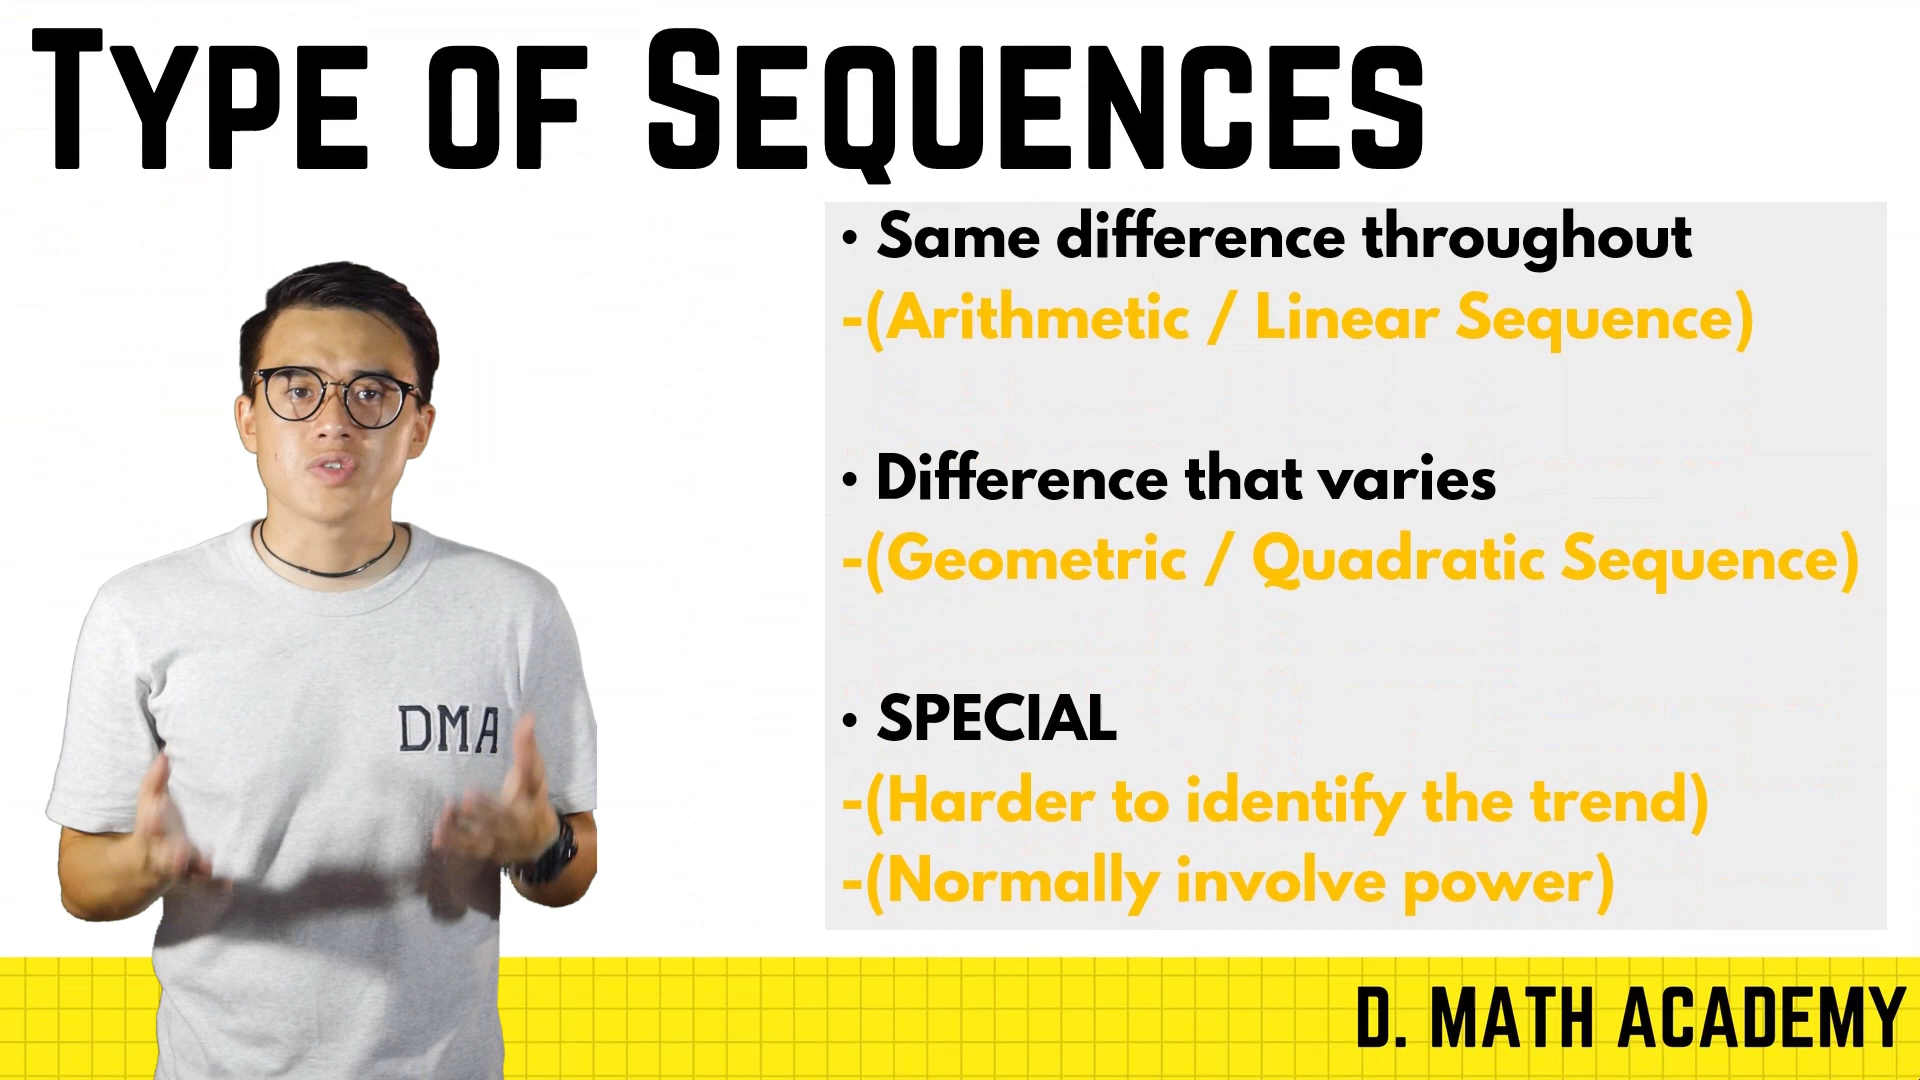 TYPE OF SEQUENCES
• Same difference throughout
-(Arithmetic / Linear Sequence)
• Difference that varies
-(Geometric / Quadratic Sequence)
• SPECIAL
-(Harder to identify the trend)
-(Normally involve power)
DMA
D. MATH ACADEMY